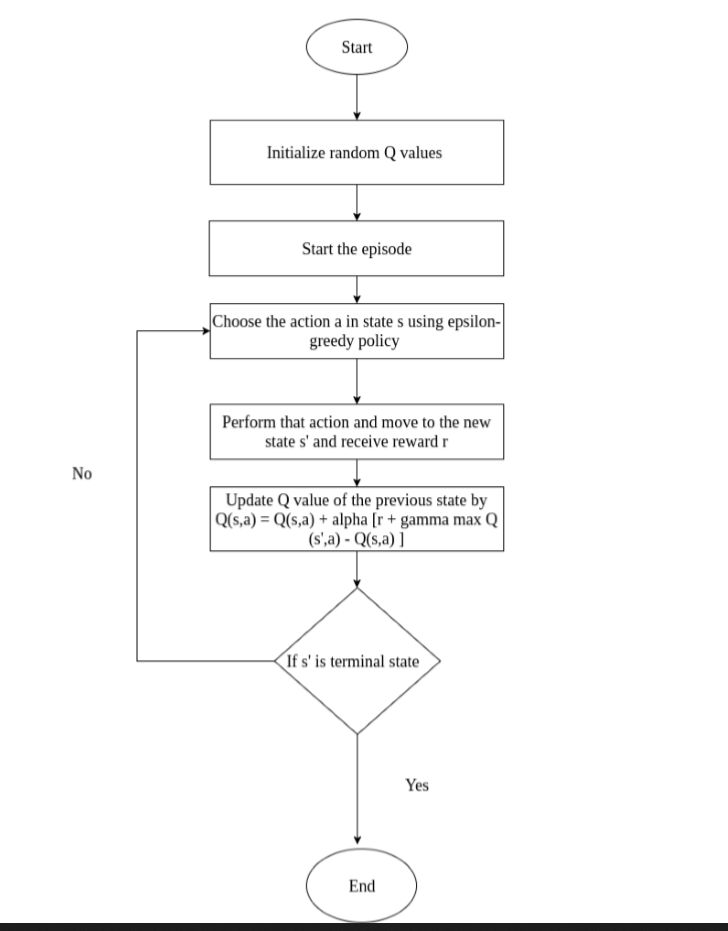 Start
Initialize random Q values
Start the episode
Choose the action a in state s using epsilon-
greedy policy
Perform that action and move to the new
state s' and receive reward r
No
Update Q value of the previous state by
Q(s,a) = Q(s,a) + alpha [r + gamma max Q
(s',a) - Q(s,a) ]
If s' is terminal state
Yes
End